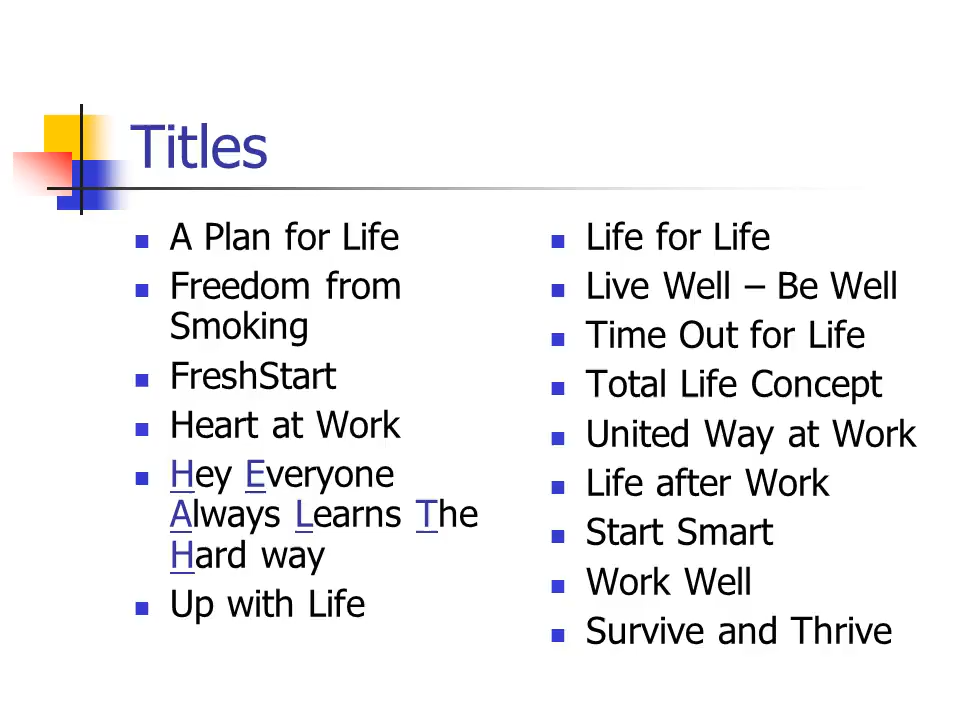 Titles
A Plan for Life
Freedom from
Smoking
FreshStart
Heart at Work
Hey Everyone
Always Learns The
Hard way
Up with Life
Life for Life
Live Well – Be Well
Time Out for Life
Total Life Concept
United Way at Work
Life after Work
Start Smart
Work Well
Survive and Thrive